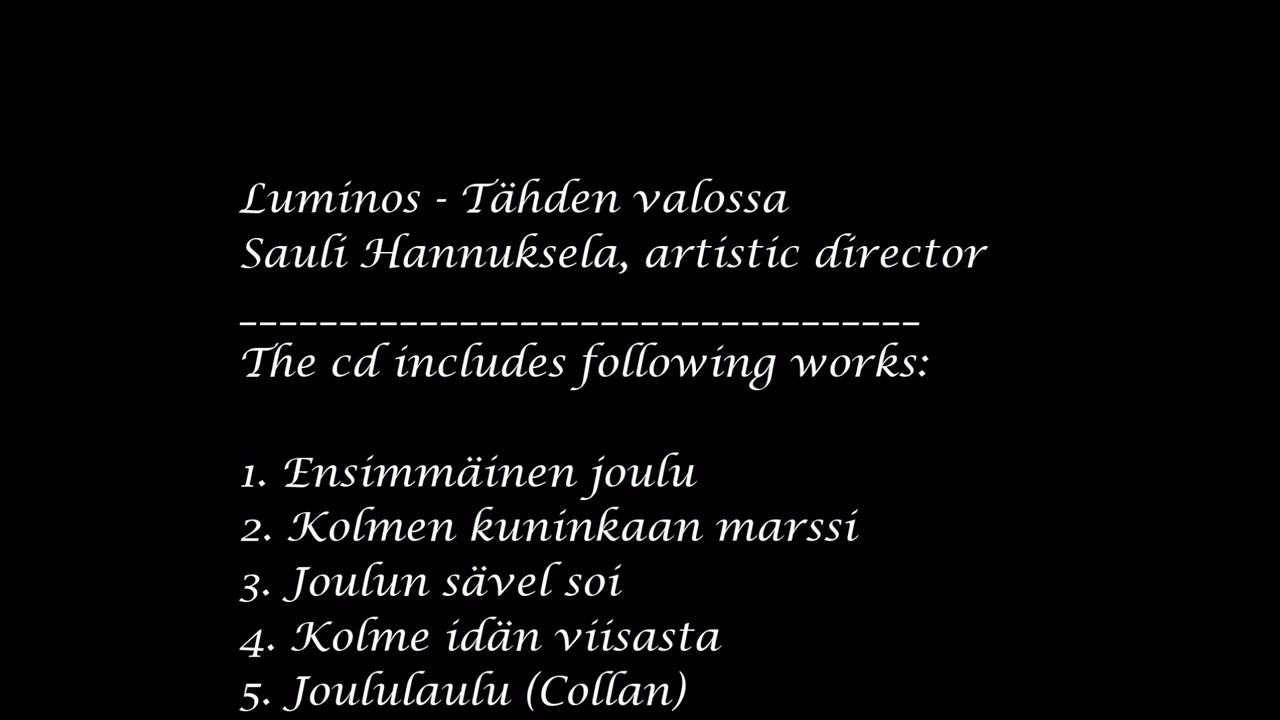 Luminos - Tähden valossa
Sauli Hannuksela, artistic director
__________________________________
The cd includes following works:
1. Ensimmäinen joulu
2. Kolmen kuninkaan marssi
3. Joulun sävel soi
4. Kolme idän viisasta
5. Joululaulu (Collan)